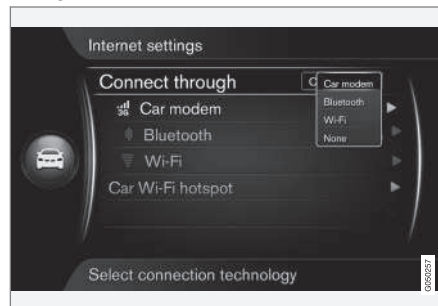 Internet settings
Connect through
C
Car modem
Bluetooth
Wi-Fi
None
3G Car modem
Bluetooth
Wi-Fi
Car Wi-Fi hotspot
Select connection technology
G050257